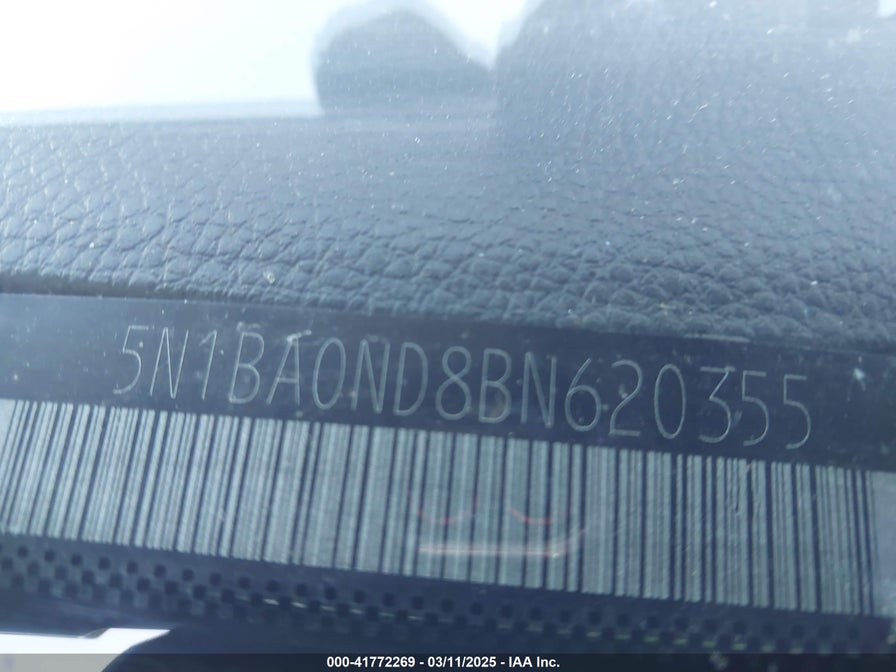 5N1BA0ND8BN620355
000-41772269 - 03/11/2025 - IAA Inc.